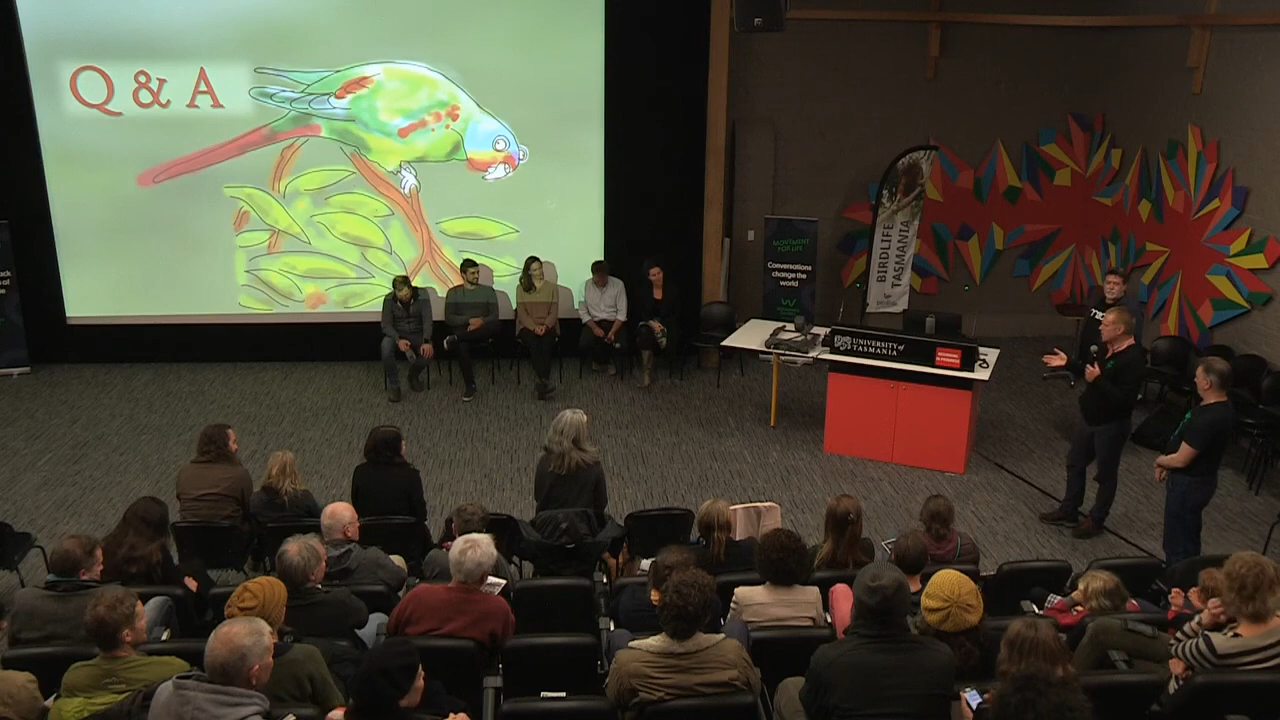 Q & A
BIRDLIFE
TASMANIA
MOVEMENT
FOR LIFE
Conversations
change the
world
UNIVERSITY of
TASMANIA